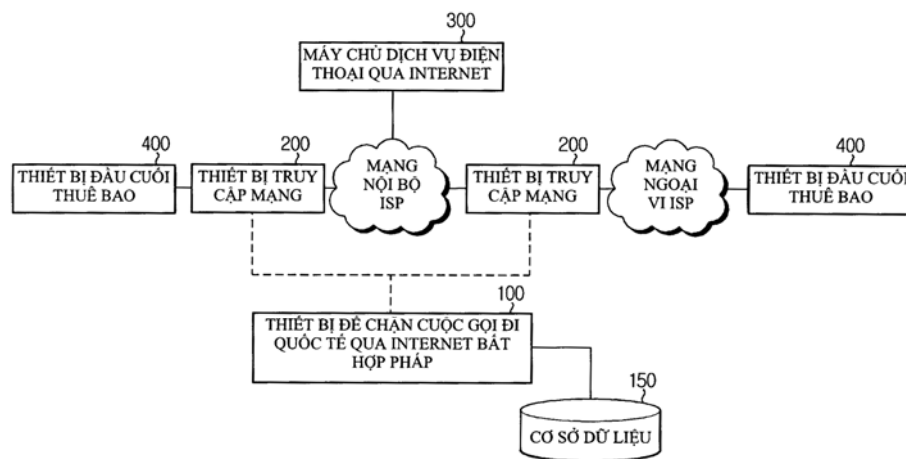 300
MÁY CHỦ DỊCH VỤ ĐIỆN
THOẠI QUA INTERNET
400
THIẾT BỊ ĐẦU CUỐI
THUÊ BAO
200
THIẾT BỊ TRUY
CẬP MẠNG
MẠNG
NỘI BỘ
ISP
200
THIẾT BỊ TRUY
CẬP MẠNG
MẠNG
NGOẠI
VI ISP
400
THIẾT BỊ ĐẦU CUỐI
THUÊ BAO
100
THIẾT BỊ ĐỂ CHẶN CUỘC GỌI ĐI
QUỐC TẾ QUA INTERNET BẤT
HỢP PHÁP
150
CƠ SỞ DỮ LIỆU